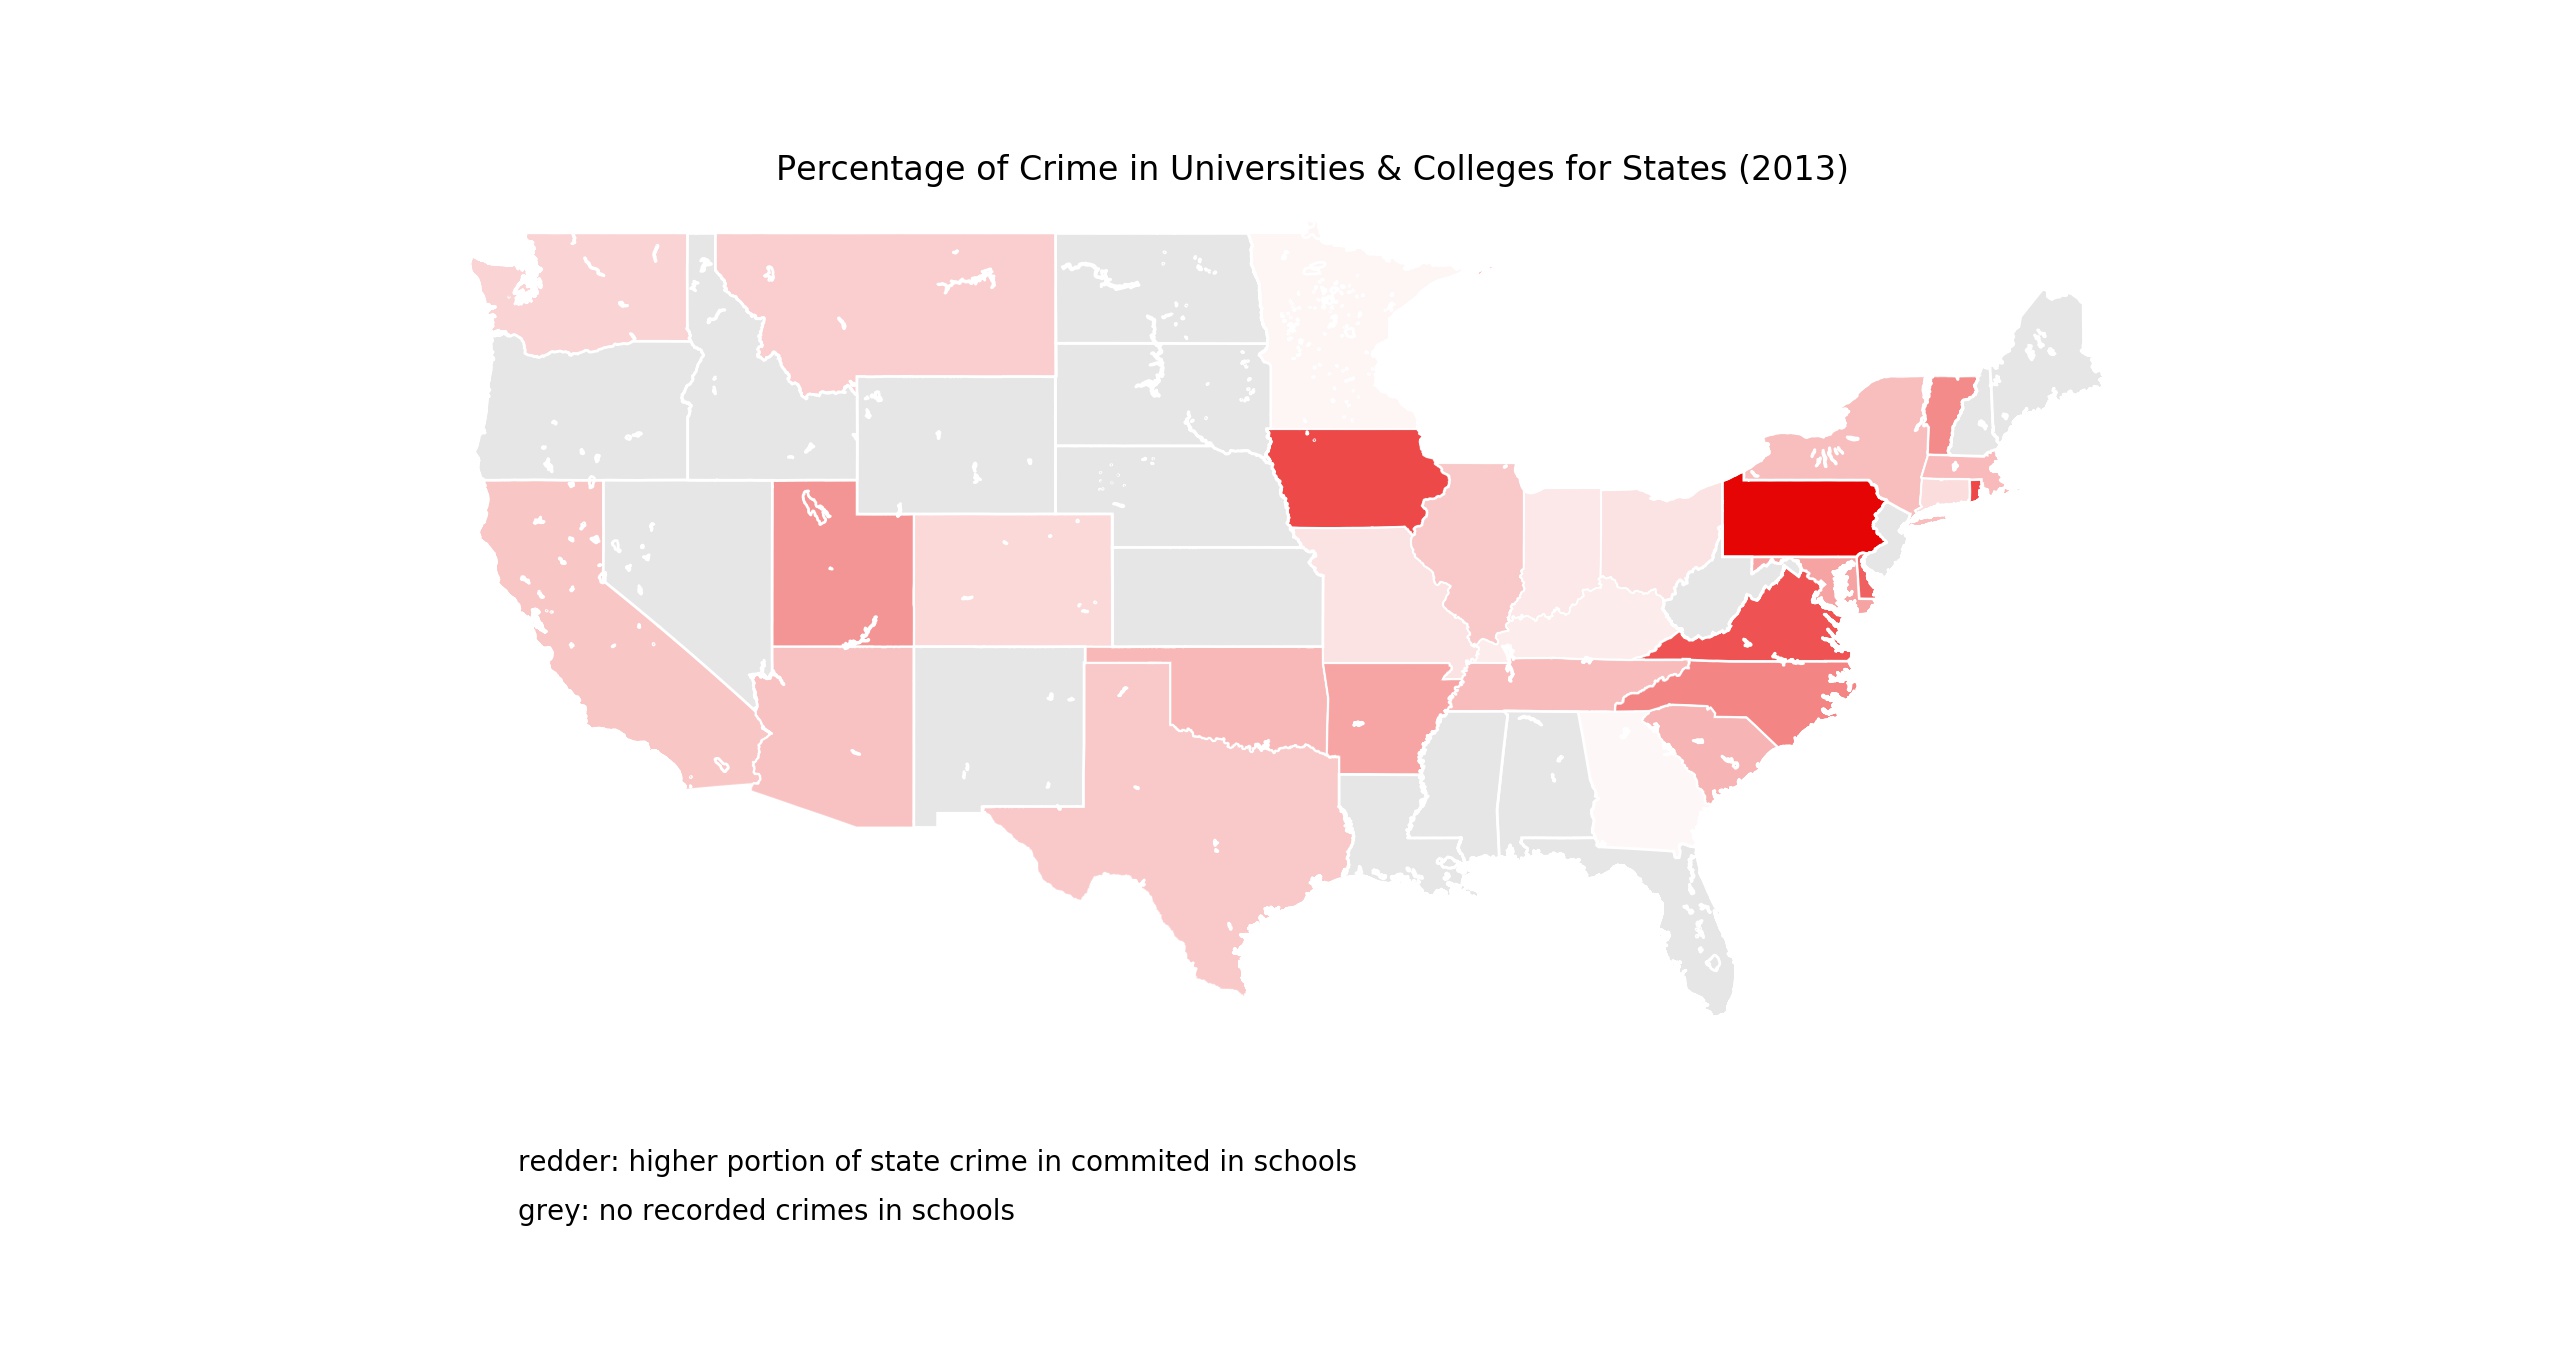 Percentage of Crime in Universities & Colleges for States (2013)
redder: higher portion of state crime in commited in schools
grey: no recorded crimes in schools